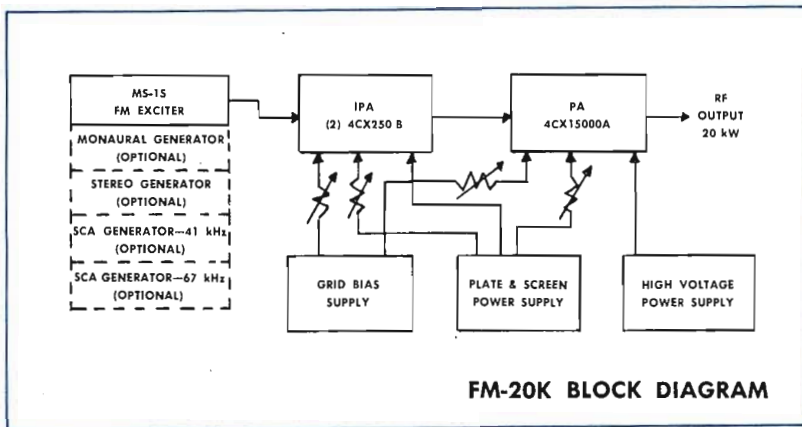 MS-15
FM EXCITER
MONAURAL GENERATOR
(OPTIONAL)
STEREO GENERATOR
(OPTIONAL)
SCA GENERATOR—41 kHz
(OPTIONAL)
SCA GENERATOR—67 kHz
(OPTIONAL)
IPA
(2) 4CX250 B
PA
4CX15000A
RF
OUTPUT
20 kW
GRID BIAS
SUPPLY
PLATE & SCREEN
POWER SUPPLY
HIGH VOLTAGE
POWER SUPPLY
FM-20K BLOCK DIAGRAM